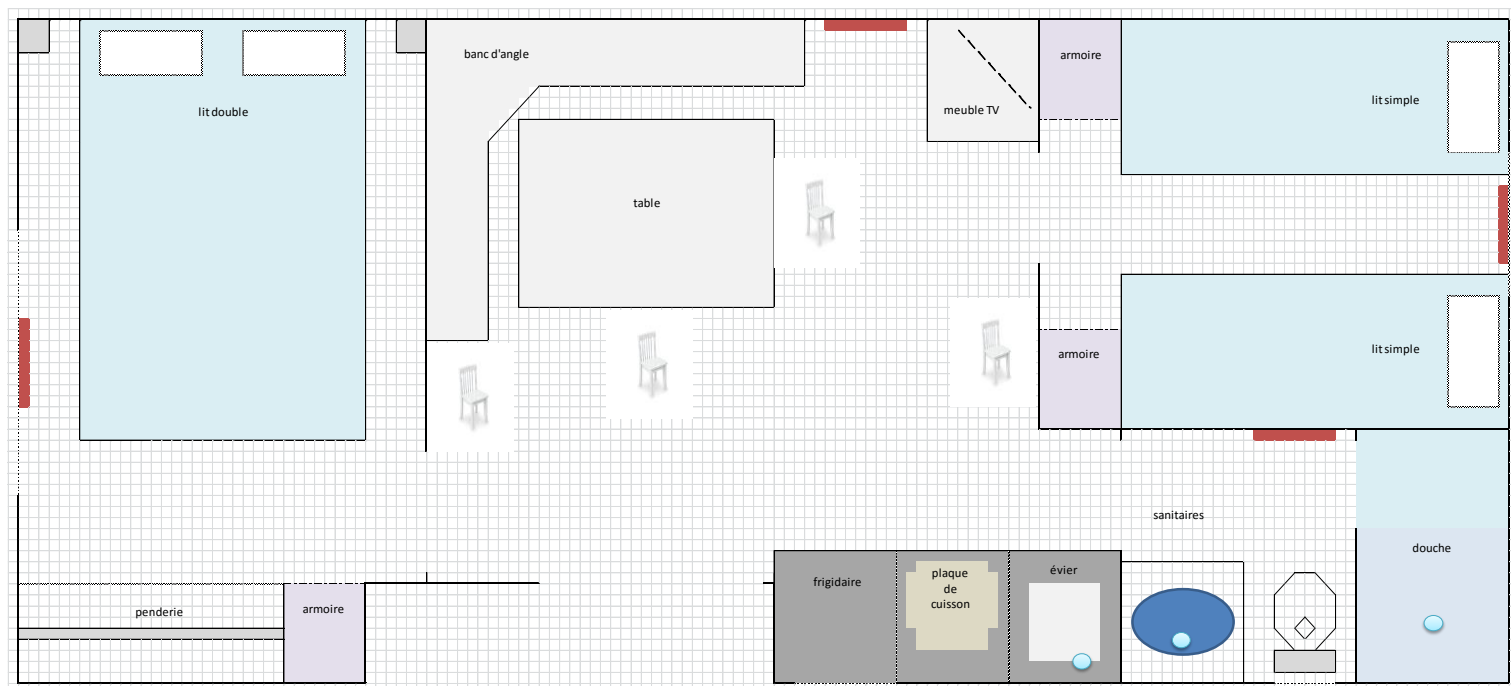 banc d'angle
armoire
lit simple
lit double
meuble TV
table
armoire
lit simple
sanitaires
douche
frigidaire
plaque
de
cuisson
évier
penderie
armoire